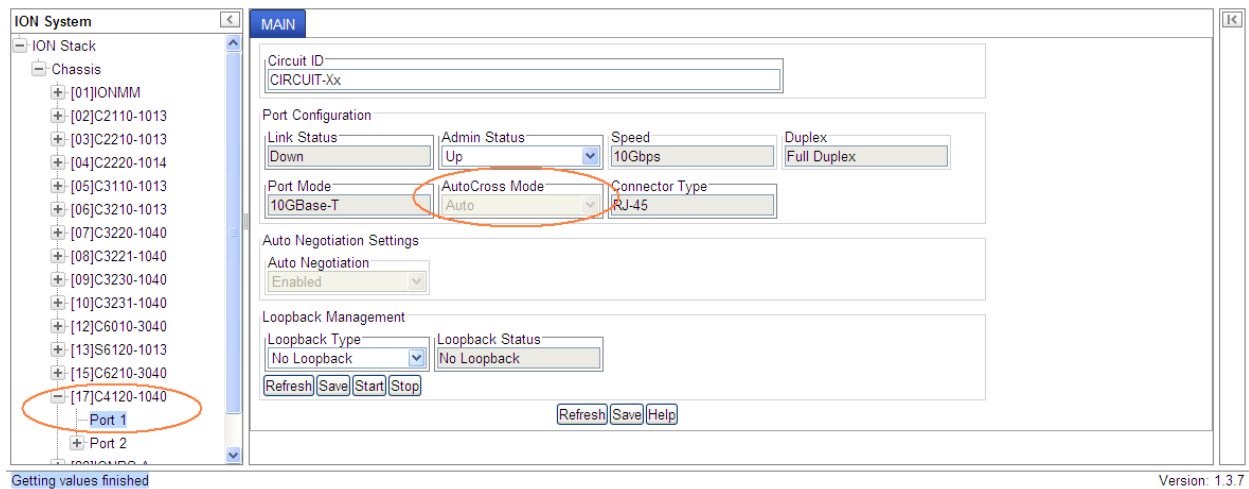 ION System
ION Stack
Chassis
[01]IONMM
[02]C2110-1013
[03]C2210-1013
[04]C2220-1014
[05]C3110-1013
[06]C3210-1013
[07]C3220-1040
[08]C3221-1040
[09]C3230-1040
[10]C3231-1040
[12]C6010-3040
[13]S6120-1013
[15]C6210-3040
[17]C4120-1040
Port 1
Port 2
MAIN
Circuit ID
CIRCUIT-Xx
Port Configuration
Link Status Admin Status Speed Duplex
Down Up 10Gbps Full Duplex
Port Mode AutoCross Mode Connector Type
10GBase-T Auto RJ-45
Auto Negotiation Settings
Auto Negotiation
Enabled
Loopback Management
Loopback Type Loopback Status
No Loopback No Loopback
Refresh Save Start Stop
Refresh Save Help
Getting values finished Version: 1.3.7